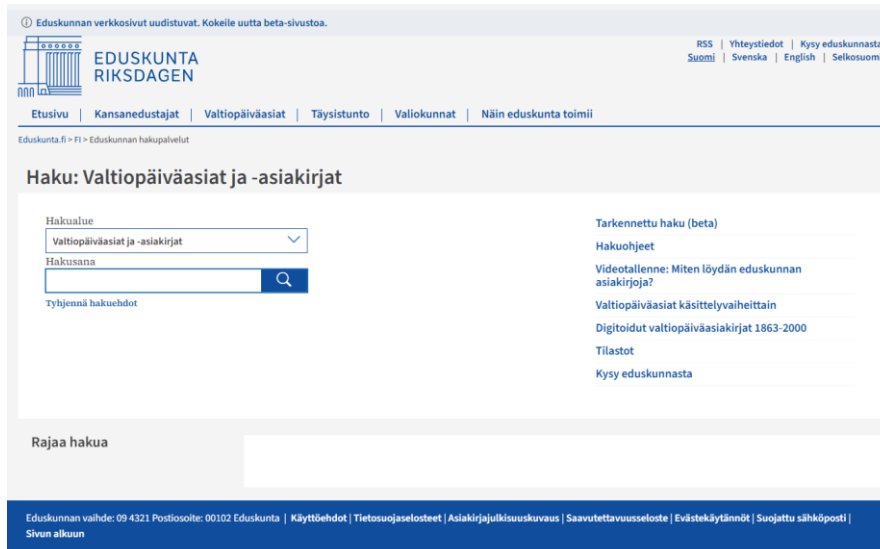 Eduskunnan verkkosivut uudistuvat. Kokeile uutta beta-sivustoa.
EDUSKUNTA
RIKSDAGEN
RSS | Yhteystiedot | Kysy eduskunnasta
Suomi | Svenska | English | Selkosuomi
Etusivu | Kansanedustajat | Valtiopäiväasiat | Täysistunto | Valiokunnat | Näin eduskunta toimii
Eduskunta.fi > FI > Eduskunnan hakupalvelut
Haku: Valtiopäiväasiat ja -asiakirjat
Hakualue
Valtiopäiväasiat ja -asiakirjat
Hakusana
Tyhjennä hakuehdot
Tarkennettu haku (beta)
Hakuohjeet
Videotallenne: Miten löydän eduskunnan
asiakirjoja?
Valtiopäiväasiat käsittelyvaiheittain
Digitoidut valtiopäiväasiakirjat 1863-2000
Tilastot
Kysy eduskunnasta
Rajaa hakua
Eduskunnan vaihde: 09 4321 Postiosoite: 00102 Eduskunta | Käyttöehdot | Tietosuojaselosteet | Asiakirjajulkisuuskuvaus | Saavutettavuusseloste | Evästekäytännöt | Suojattu sähköposti |
Sivun alkuun